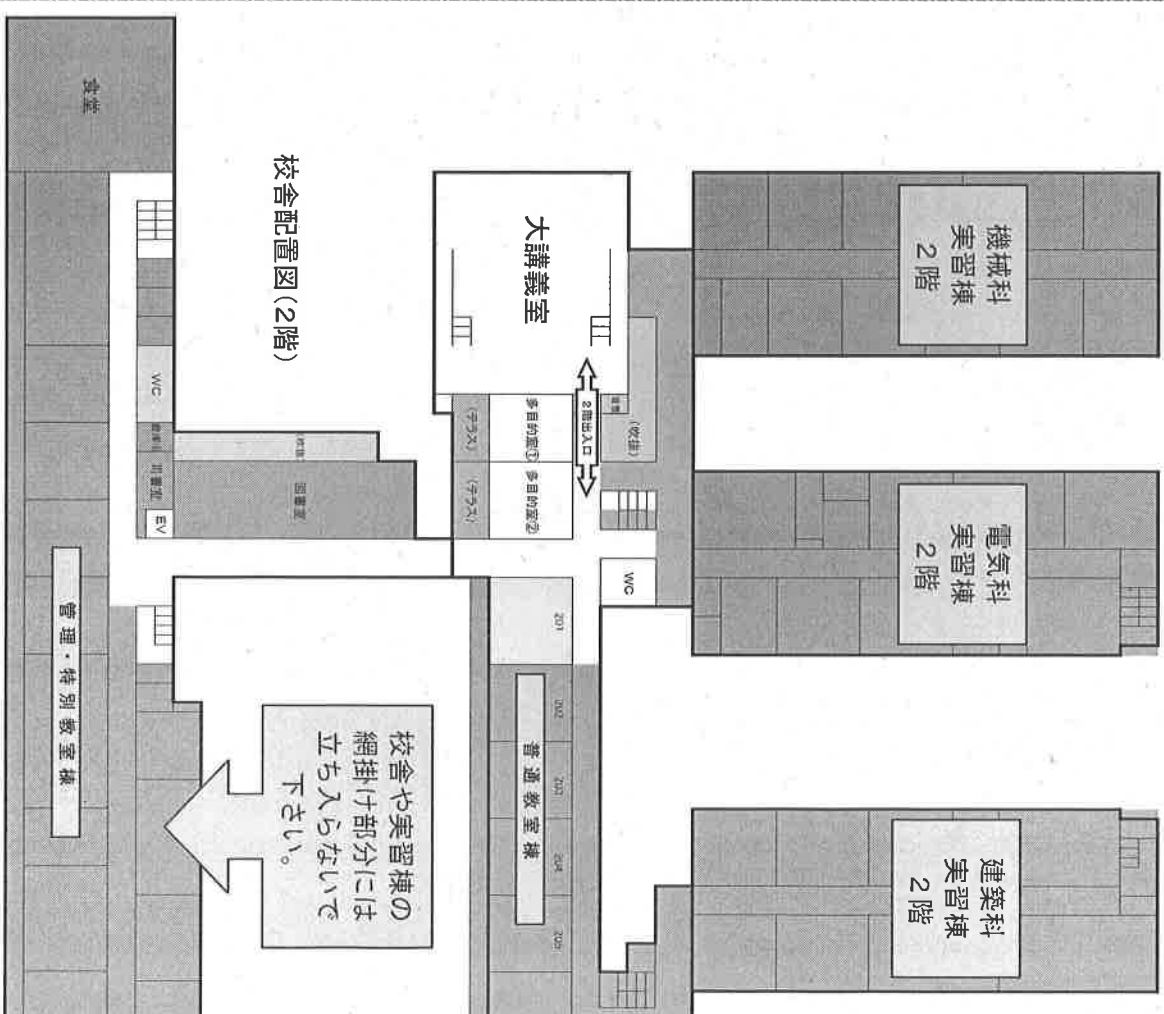 機械科
実習棟
2階
電気科
実習棟
2階
建築科
実習棟
2階
(吹抜)
WC
2階出入口
大講義室
多目的室①
多目的室②
(テラス)
(テラス)
201
202
203
204
205
普通教室棟
校舎や実習棟の
網掛け部分には
立ち入らないで
下さい。
校舎配置図(2階)
(吹抜)
図書室
食堂
WC
司書室
EV
管理・特別教室棟